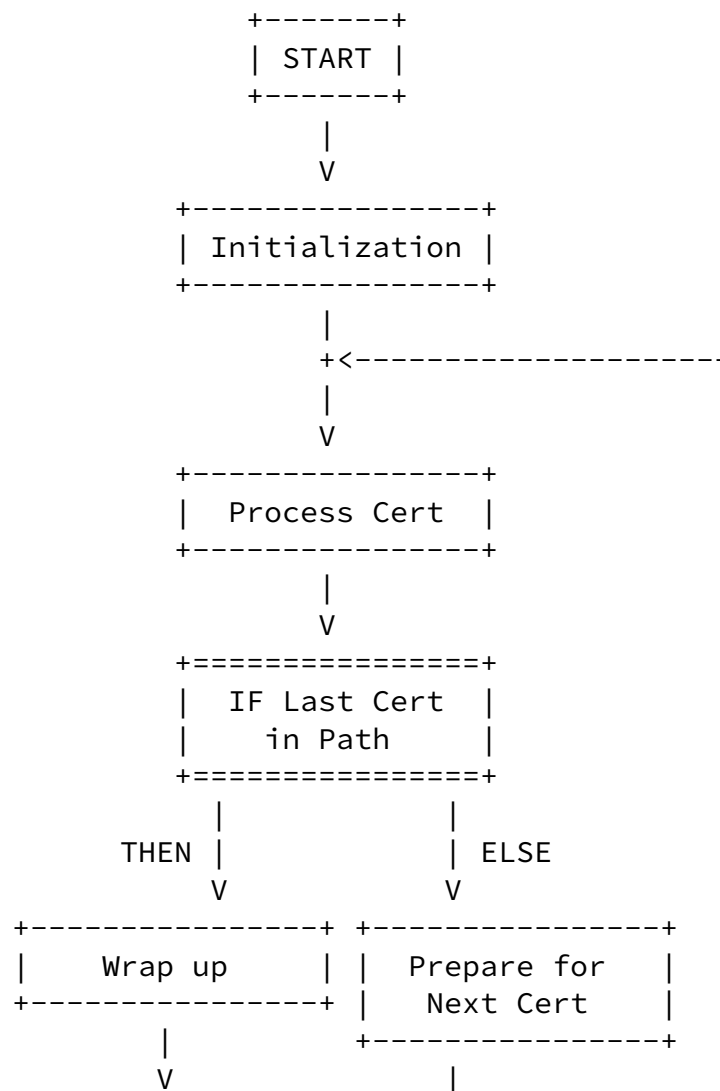 +-------+
| START |
+-------+
|
V
+----------------+
| Initialization |
+----------------+
|
+<--------------------
|
V
+----------------+
|  Process Cert  |
+----------------+
|
V
+================+
|  IF Last Cert  |
|    in Path     |
+================+
|            |
THEN |            | ELSE
V            V
+----------------+ +----------------+
|    Wrap up     | |  Prepare for   |
+----------------+ |   Next Cert    |
|          +----------------+
V               |